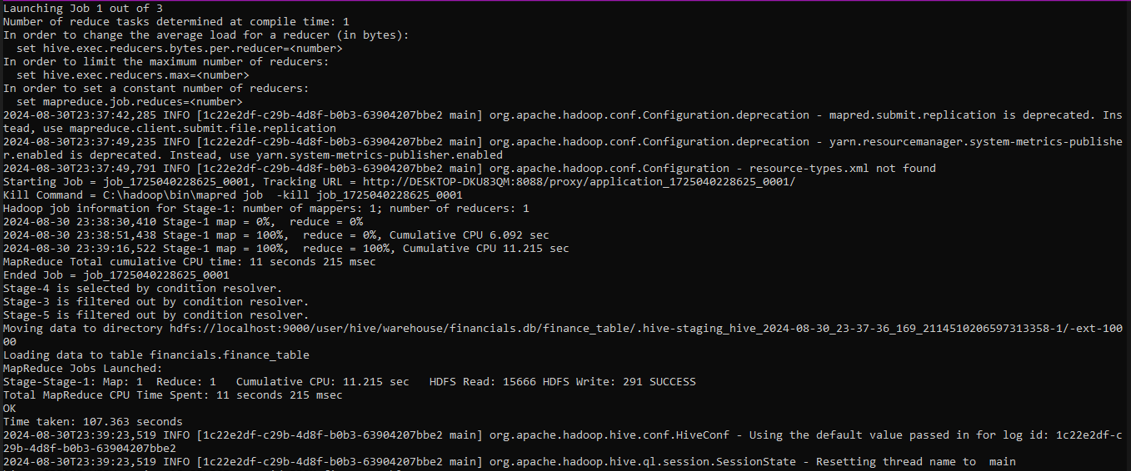 Launching Job 1 out of 3
Number of reduce tasks determined at compile time: 1
In order to change the average load for a reducer (in bytes):
  set hive.exec.reducers.bytes.per.reducer=<number>
In order to limit the maximum number of reducers:
  set hive.exec.reducers.max=<number>
In order to set a constant number of reducers:
  set mapreduce.job.reduces=<number>
2024-08-30T23:37:42,285 INFO [1c22e2df-c29b-4d8f-b0b3-63904207bbe2 main] org.apache.hadoop.conf.Configuration.deprecation - mapred.submit.replication is deprecated. Ins
tead, use mapreduce.client.submit.file.replication
2024-08-30T23:37:49,235 INFO [1c22e2df-c29b-4d8f-b0b3-63904207bbe2 main] org.apache.hadoop.conf.Configuration.deprecation - yarn.resourcemanager.system-metrics-publishe
r.enabled is deprecated. Instead, use yarn.system-metrics-publisher.enabled
2024-08-30T23:37:49,791 INFO [1c22e2df-c29b-4d8f-b0b3-63904207bbe2 main] org.apache.hadoop.conf.Configuration - resource-types.xml not found
Starting Job = job_1725040228625_0001, Tracking URL = http://DESKTOP-DKU83QM:8088/proxy/application_1725040228625_0001/
Kill Command = C:\hadoop\bin\mapred job  -kill job_1725040228625_0001
Hadoop job information for Stage-1: number of mappers: 1; number of reducers: 1
2024-08-30 23:38:30,410 Stage-1 map = 0%,  reduce = 0%
2024-08-30 23:38:51,438 Stage-1 map = 100%,  reduce = 0%, Cumulative CPU 6.092 sec
2024-08-30 23:39:16,522 Stage-1 map = 100%,  reduce = 100%, Cumulative CPU 11.215 sec
MapReduce Total cumulative CPU time: 11 seconds 215 msec
Ended Job = job_1725040228625_0001
Stage-4 is selected by condition resolver.
Stage-3 is filtered out by condition resolver.
Stage-5 is filtered out by condition resolver.
Moving data to directory hdfs://localhost:9000/user/hive/warehouse/financials.db/finance_table/.hive-staging_hive_2024-08-30_23-37-36_169_2114510206597313358-1/-ext-100
00
Loading data to table financials.finance_table
MapReduce Jobs Launched:
Stage-Stage-1: Map: 1  Reduce: 1   Cumulative CPU: 11.215 sec   HDFS Read: 15666 HDFS Write: 291 SUCCESS
Total MapReduce CPU Time Spent: 11 seconds 215 msec
OK
Time taken: 107.363 seconds
2024-08-30T23:39:23,519 INFO [1c22e2df-c29b-4d8f-b0b3-63904207bbe2 main] org.apache.hadoop.hive.conf.HiveConf - Using the default value passed in for log id: 1c22e2df-c
29b-4d8f-b0b3-63904207bbe2
2024-08-30T23:39:23,519 INFO [1c22e2df-c29b-4d8f-b0b3-63904207bbe2 main] org.apache.hadoop.hive.ql.session.SessionState - Resetting thread name to  main